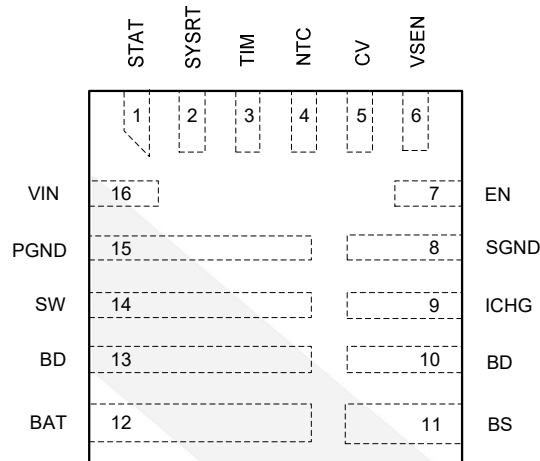 STAT SYSRT TIM NTC CV VSEN
1 2 3 4 5 6
VIN 16 7 EN
PGND 15 8 SGND
SW 14 9 ICHG
BD 13 10 BD
BAT 12 11 BS